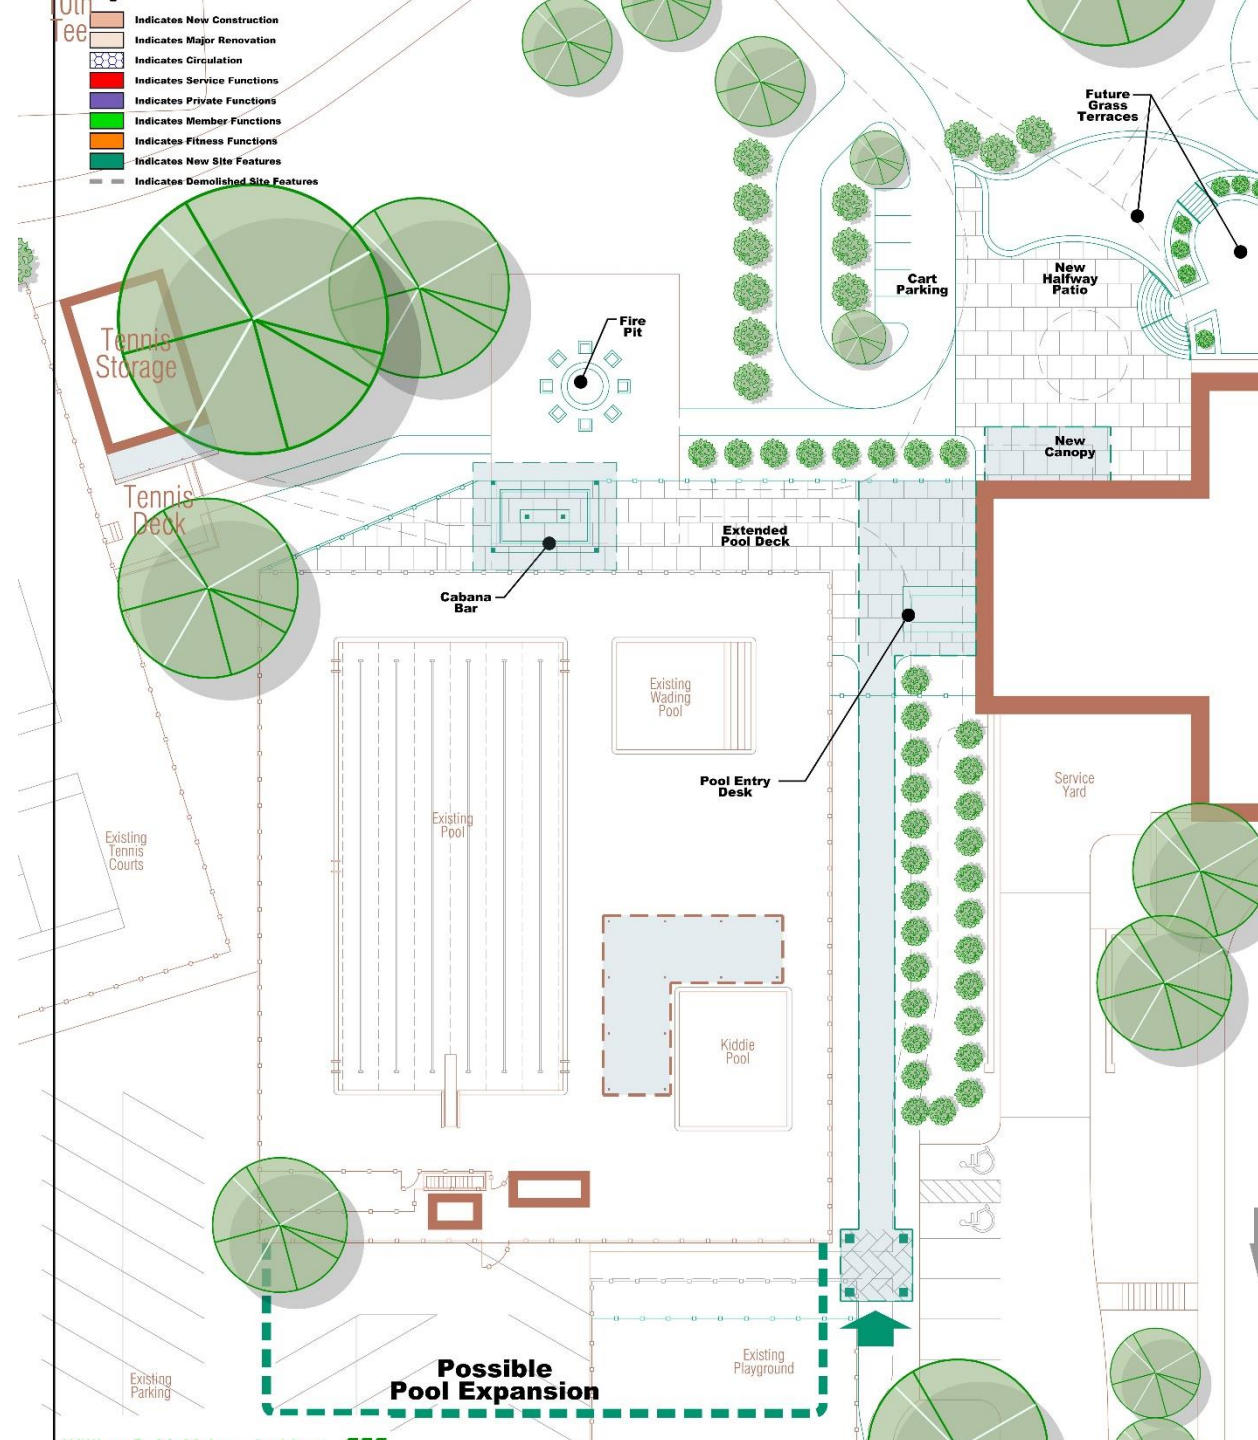 10th
Tee
Indicates New Construction
Indicates Major Renovation
Indicates Circulation
Indicates Service Functions
Indicates Private Functions
Indicates Member Functions
Indicates Fitness Functions
Indicates New Site Features
Indicates Demolished Site Features
Future
Grass
Terraces
Cart
Parking
New
Halfway
Patio
Fire
Pit
Tennis
Storage
New
Canopy
Tennis
Deck
Extended
Pool Deck
Cabana
Bar
Existing
Wading
Pool
Pool Entry
Desk
Service
Yard
Existing
Pool
Existing
Tennis
Courts
Kiddie
Pool
Possible
Pool Expansion
Existing
Playground
Existing
Parking